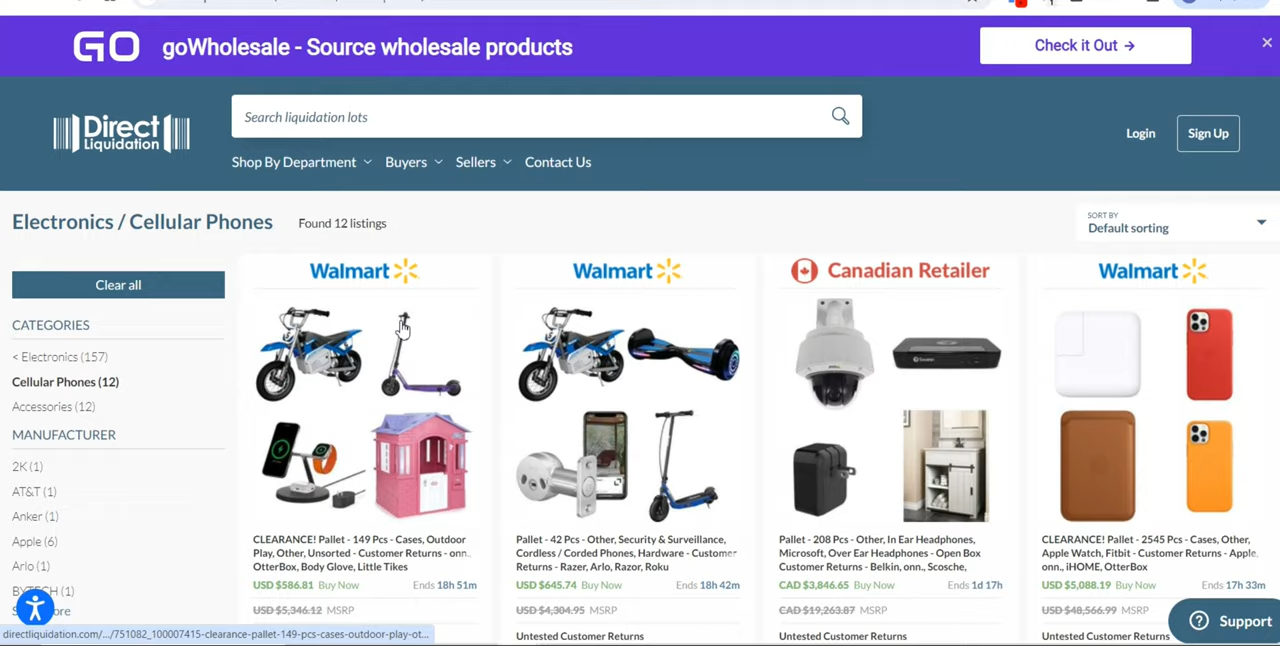 GO goWholesale - Source wholesale products
Check it Out →
×
Direct Liquidation
Search liquidation lots
Login
Sign Up
Shop By Department
Buyers
Sellers
Contact Us
Electronics / Cellular Phones
Found 12 listings
SORT BY
Default sorting
Clear all
CATEGORIES
< Electronics (157)
Cellular Phones (12)
Accessories (12)
MANUFACTURER
2K (1)
AT&T (1)
Anker (1)
Apple (6)
Arlo (1)
(1)
Walmart
CLEARANCE! Pallet - 149 Pcs - Cases, Outdoor
Play, Other, Unsorted - Customer Returns - onn.,
OtterBox, Body Glove, Little Tikes
USD $586.81 Buy Now Ends 18h 51m
USD $5,346.12 MSRP
Untested Customer Returns
Walmart
Pallet - 42 Pcs - Other, Security & Surveillance,
Cordless / Corded Phones, Hardware - Customer
Returns - Razer, Arlo, Razor, Roku
USD $645.74 Buy Now Ends 18h 42m
USD $4,304.95 MSRP
Untested Customer Returns
Canadian Retailer
Pallet - 208 Pcs - Other, In Ear Headphones,
Microsoft, Over Ear Headphones - Open Box
Customer Returns - Belkin, onn., Scosche,
CAD $3,846.65 Buy Now Ends 1d 17h
CAD $19,263.87 MSRP
Untested Customer Returns
Walmart
CLEARANCE! Pallet - 2545 Pcs - Cases, Other,
Apple Watch, Fitbit - Customer Returns - Apple,
onn., iHOME, OtterBox
USD $5,088.19 Buy Now Ends 17h 33m
USD $48,566.99 MSRP
Untested Customer Returns
Support
directliquidation.com/.../751082_100007415-clearance-pallet-149-pcs-cases-outdoor-play-ot...